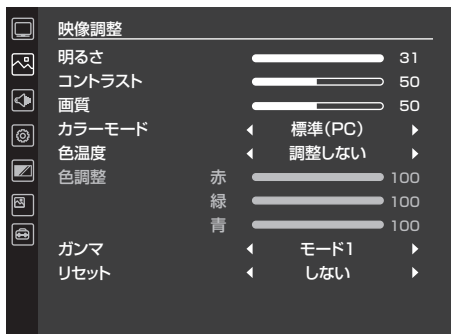 映像調整
明るさ 31
コントラスト 50
画質 50
カラーモード 標準(PC)
色温度 調整しない
色調整 赤 100
緑 100
青 100
ガンマ モード1
リセット しない